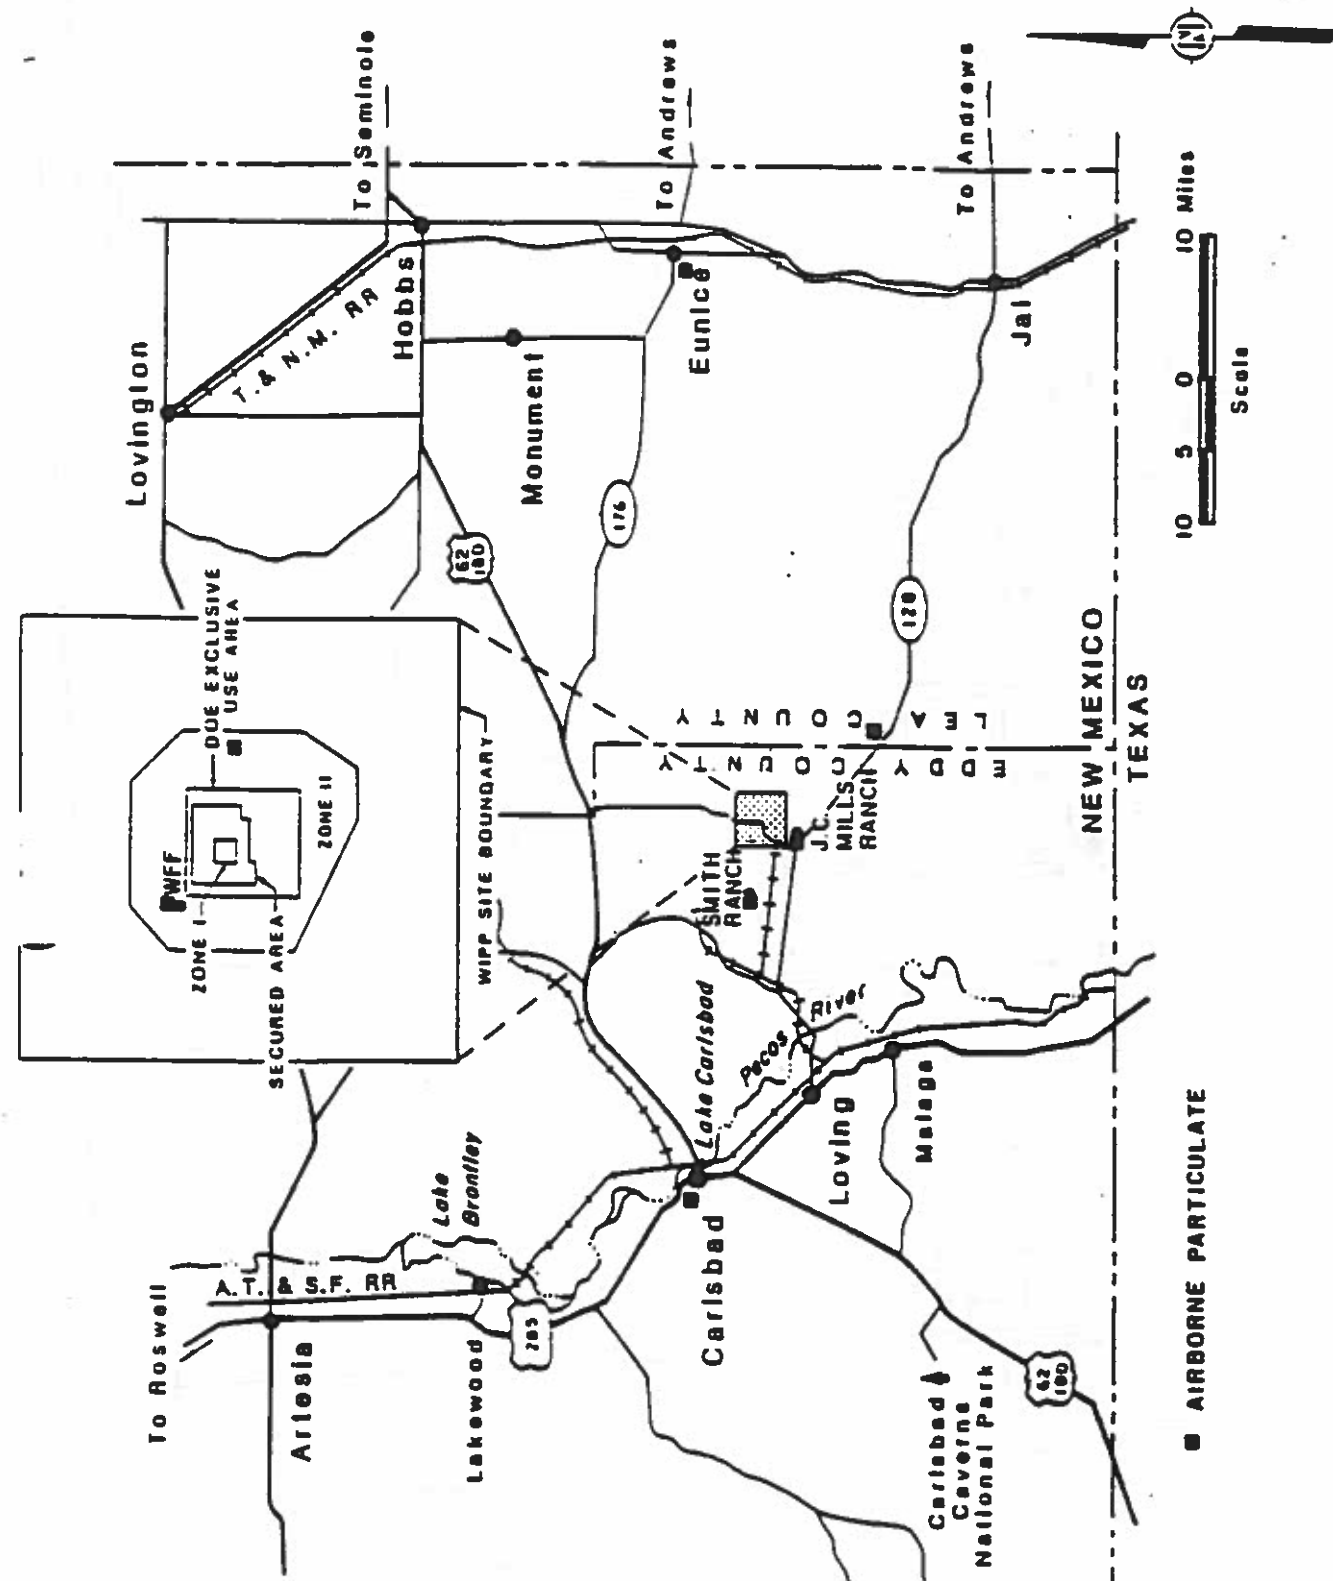 To Roswell
Artesia
A.T. & S.F. RR
Lakewood
285
Lake
Brantley
Carlsbad
Lake Carlsbad
Pecos
River
Loving
Malaga
Carlsbad
Caverns
National Park
62
180
ZONE I
SECURED AREA
PWFF
ZONE II
DOE EXCLUSIVE
USE AREA
WIPP SITE BOUNDARY
SMITH
RANCH
J.C.
MILLS
RANCH
EDDY COUNTY
LEA COUNTY
Lovington
T. & N.M. RR
Hobbs
To Seminole
62
180
Monument
176
Eunice
To Andrews
128
Jal
To Andrews
NEW MEXICO
TEXAS
10 5 0 10 Miles
Scale
AIRBORNE PARTICULATE